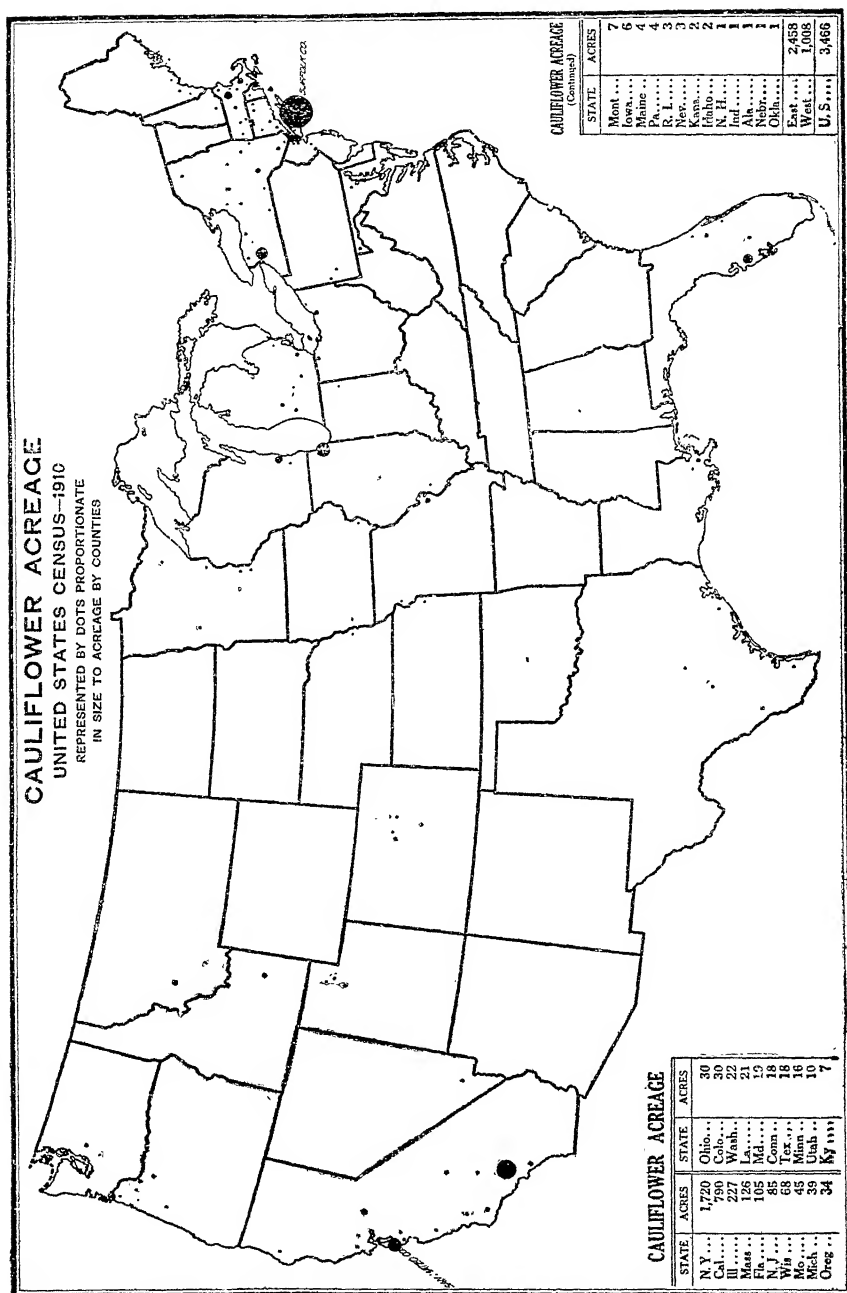 CAULIFLOWER ACREAGE
UNITED STATES CENSUS—1910
REPRESENTED BY DOTS PROPORTIONATE
IN SIZE TO ACREAGE BY COUNTIES
SUFFOLK CO.
CAULIFLOWER ACREAGE
STATE ACRES STATE ACRES
N. Y.... 1,720 Ohio... 30
Cal..... 790 Colo... 30
Ill...... 227 Wash.. 22
Mass ... 126 La..... 21
Fla..... 105 Md.... 19
N. J.... 85 Conn.. 18
Wis .... 68 Tex.... 18
Mo..... 45 Minn.. 16
Mich ... 39 Utah .. 10
Oreg .. 34 Ky .... 7
CAULIFLOWER ACREAGE
(Continued)
STATE ACRES
Mont... 7
Iowa.... 6
Maine .. 4
Pa...... 4
R. I..... 3
Nev..... 3
Kans.... 2
Idaho... 2
N. H.... 1
Ind..... 1
Ala..... 1
Nebr.... 1
Okla.... 1
East .... 2,458
West.... 1,008
U. S..... 3,466